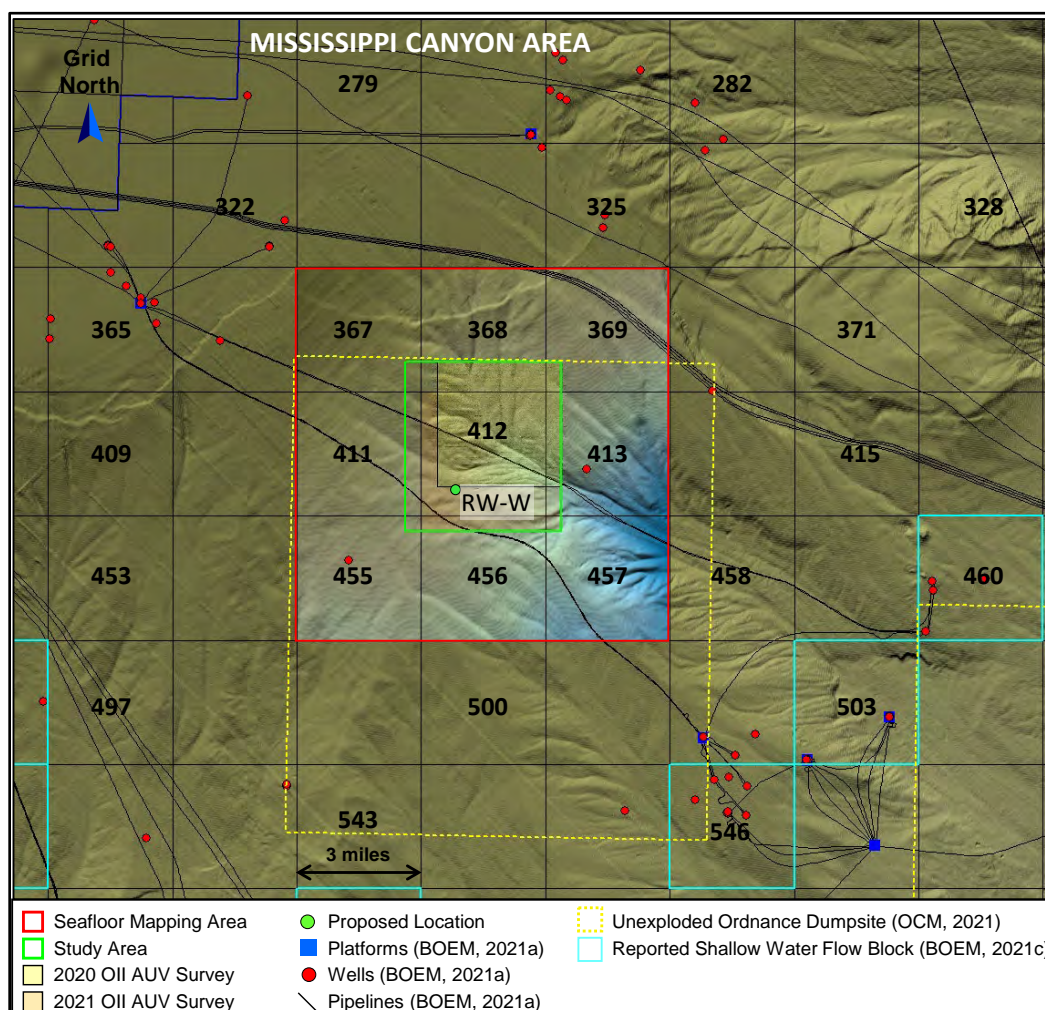 MISSISSIPPI CANYON AREA
Grid
North
279
282
322
325
328
365
367
368
369
371
409
411
412
413
415
RW-W
453
455
456
457
458
460
497
500
503
543
546
3 miles
Seafloor Mapping Area
Study Area
2020 OII AUV Survey
2021 OII AUV Survey
Proposed Location
Platforms (BOEM, 2021a)
Wells (BOEM, 2021a)
Pipelines (BOEM, 2021a)
Unexploded Ordnance Dumpsite (OCM, 2021)
Reported Shallow Water Flow Block (BOEM, 2021c)